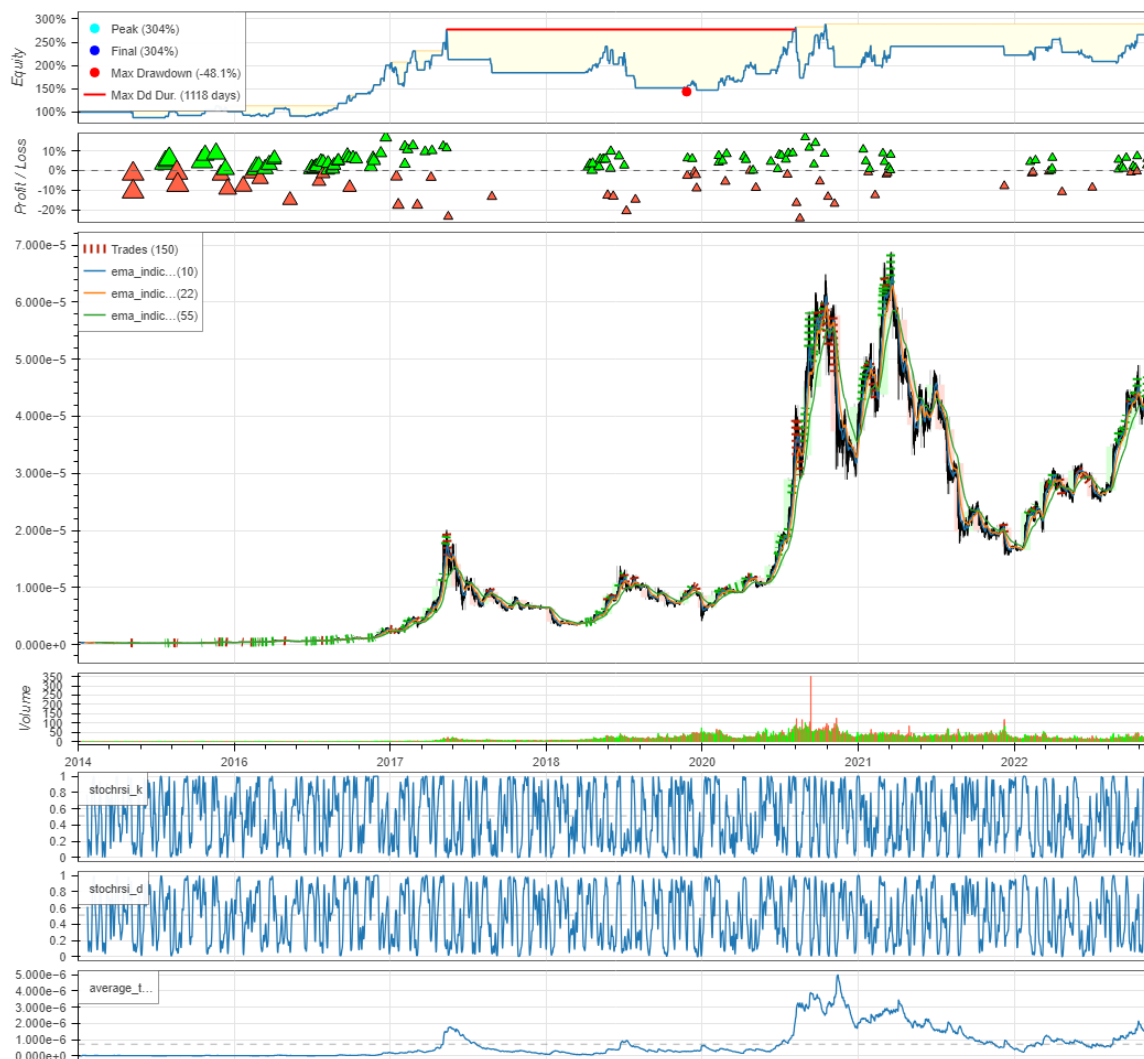 300%
250%
200%
150%
100%
Equity
Peak (304%)
Final (304%)
Max Drawdown (-48.1%)
Max Dd Dur. (1118 days)
10%
0%
-10%
-20%
Profit / Loss
7.000e-5
6.000e-5
5.000e-5
4.000e-5
3.000e-5
2.000e-5
1.000e-5
0.000e+0
Trades (150)
ema_indic...(10)
ema_indic...(22)
ema_indic...(55)
350
300
250
200
150
100
50
0
Volume
2014 2016 2017 2018 2020 2021 2022
1
0.8
0.6
0.4
0.2
0
stochrsi_k
1
0.8
0.6
0.4
0.2
0
stochrsi_d
5.000e-6
4.000e-6
3.000e-6
2.000e-6
1.000e-6
0.000e+0
average_t...